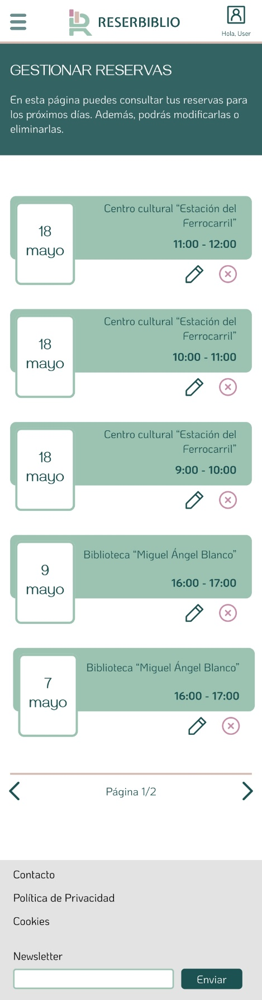 RESERBIBLIO
Hola, User
GESTIONAR RESERVAS
En esta página puedes consultar tus reservas para
los próximos días. Además, podrás modificarlas o
eliminarlas.
18
mayo
Centro cultural “Estación del
Ferrocarril”
11:00 - 12:00
18
mayo
Centro cultural “Estación del
Ferrocarril”
10:00 - 11:00
18
mayo
Centro cultural “Estación del
Ferrocarril”
9:00 - 10:00
9
mayo
Biblioteca “Miguel Ángel Blanco”
16:00 - 17:00
7
mayo
Biblioteca “Miguel Ángel Blanco”
16:00 - 17:00
Página 1/2
Contacto
Política de Privacidad
Cookies
Newsletter
Enviar